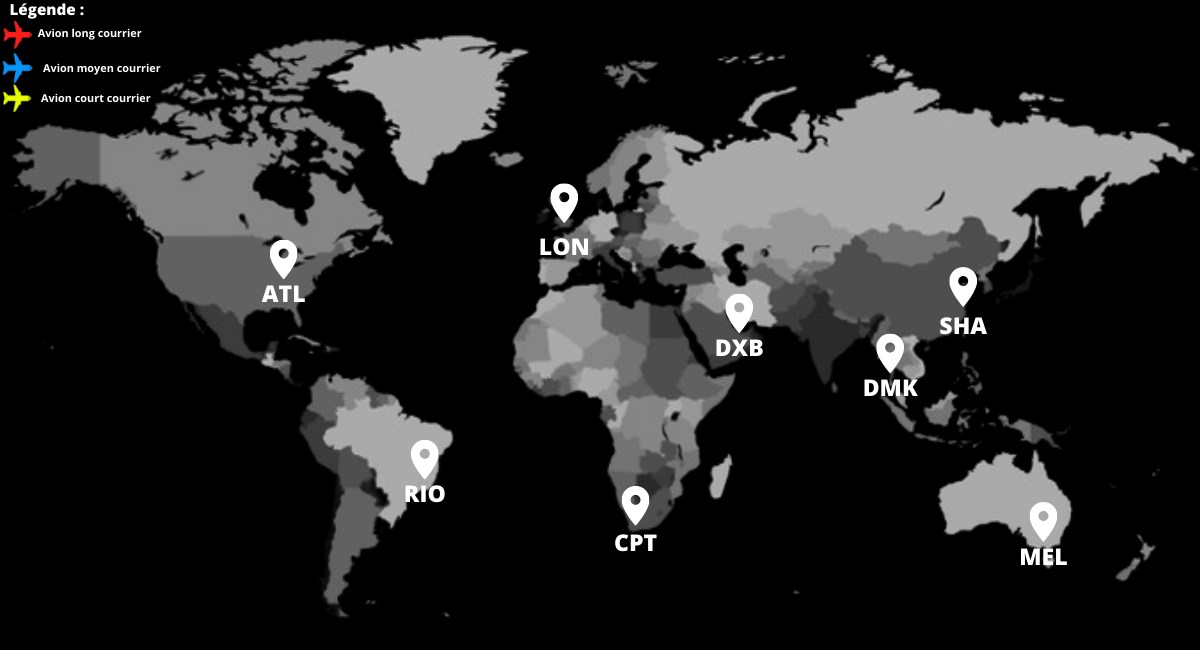 Légende :
Avion long courrier
Avion moyen courrier
Avion court courrier
LON
ATL
SHA
DXB
DMK
RIO
CPT
MEL